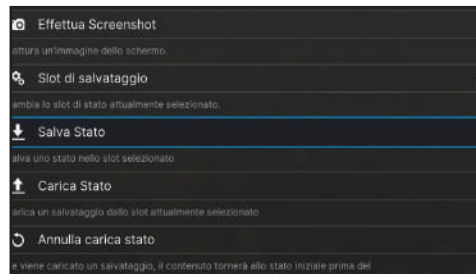 Effettua Screenshot
attura un'immagine dello schermo.
Slot di salvataggio
ambia lo slot di stato attualmente selezionato.
Salva Stato
alva uno stato nello slot selezionato
Carica Stato
arica un salvataggio dallo slot attualmente selezionato
Annulla carica stato
e viene caricato un salvataggio, il contenuto tornerà allo stato iniziale prima del